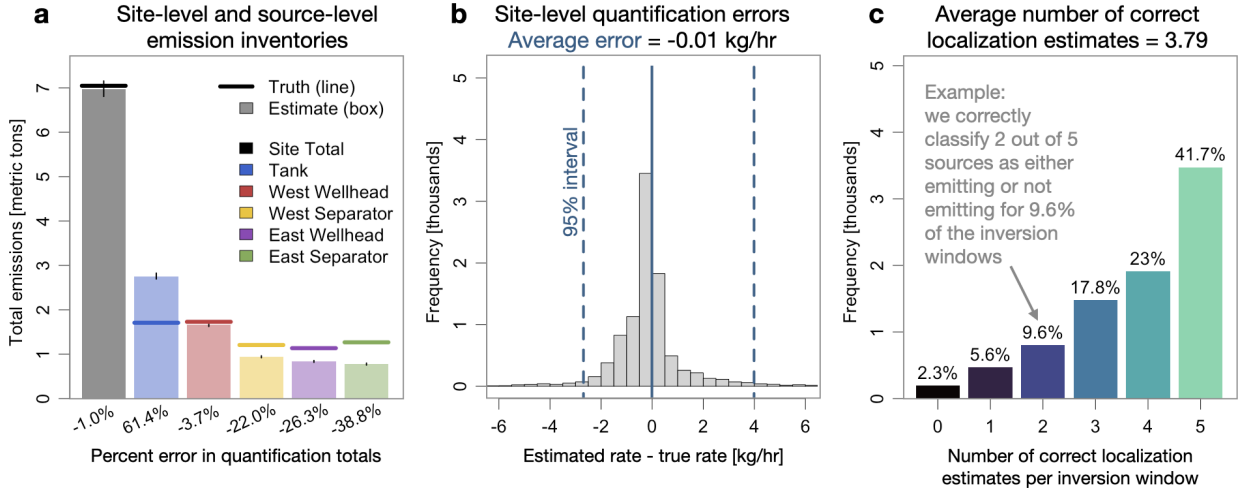 a
Site-level and source-level
emission inventories
Total emissions [metric tons]
7
6
5
4
3
2
1
0
Truth (line)
Estimate (box)
Site Total
Tank
West Wellhead
West Separator
East Wellhead
East Separator
-1.0%
61.4%
-3.7%
-22.0%
-26.3%
-38.8%
Percent error in quantification totals
b
Site-level quantification errors
Average error = -0.01 kg/hr
Frequency [thousands]
5
4
3
2
1
0
95% interval
-6
-4
-2
0
2
4
6
Estimated rate - true rate [kg/hr]
c
Average number of correct
localization estimates = 3.79
Frequency [thousands]
5
4
3
2
1
0
Example:
we correctly
classify 2 out of 5
sources as either
emitting or not
emitting for 9.6%
of the inversion
windows
2.3%
5.6%
9.6%
17.8%
23%
41.7%
0
1
2
3
4
5
Number of correct localization
estimates per inversion window